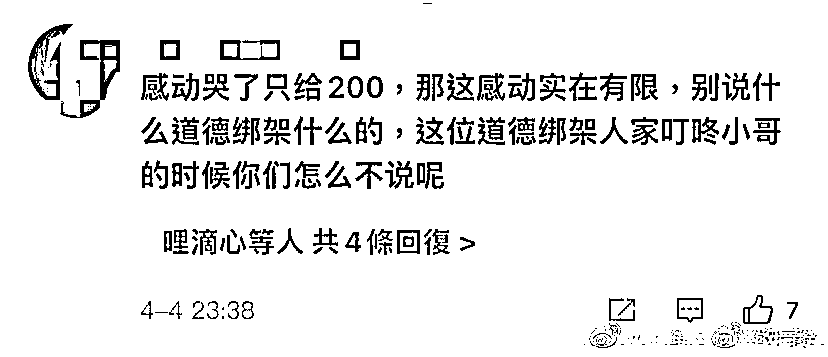 感动哭了只给200，那这感动实在有限，别说什
么道德绑架什么的，这位道德绑架人家叮咚小哥
的时候你们怎么不说呢
哩滴心等人 共4條回復 >
4–4 23:38
7